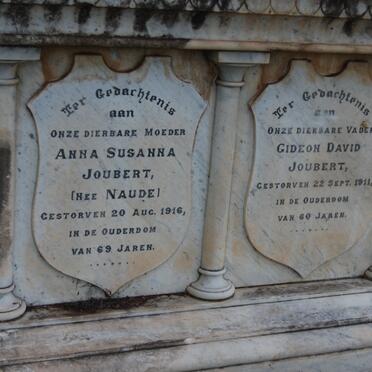 Ter Gedachtenis
aan
Onze dierbare Moeder
Anna Susanna
Joubert,
(nee Naude)
Gestorven 20 Aug. 1916,
in de Ouderdom
van 69 Jaren.
Ter Gedachtenis
aan
Onze dierbare Vader
Gideon David
Joubert,
Gestorven 22 Sept. 1911,
in de Ouderdom
van 60 Jaren.